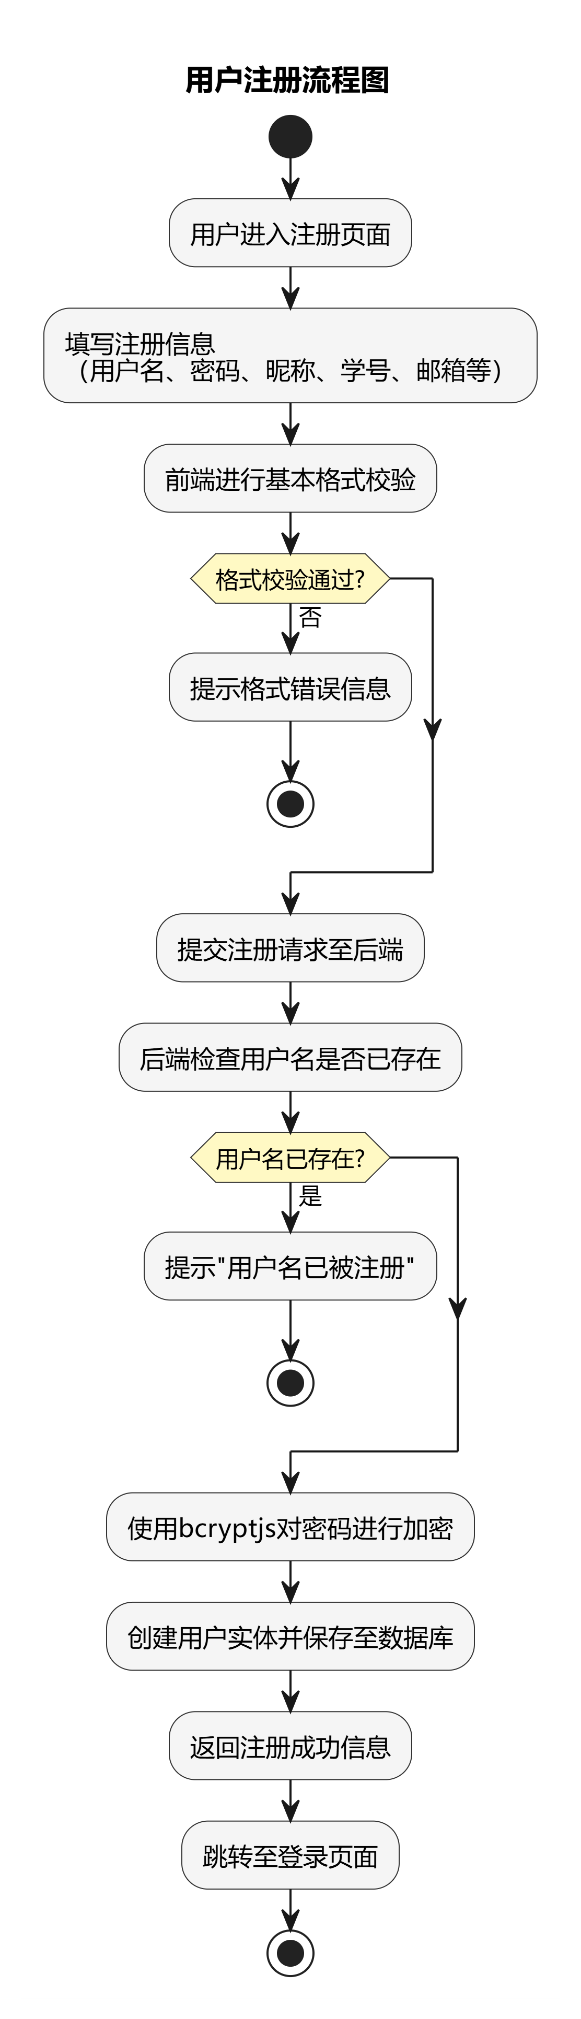 用户注册流程图
用户进入注册页面
填写注册信息
（用户名、密码、昵称、学号、邮箱等）
前端进行基本格式校验
格式校验通过?
否
提示格式错误信息
提交注册请求至后端
后端检查用户名是否已存在
用户名已存在?
是
提示"用户名已被注册"
使用bcryptjs对密码进行加密
创建用户实体并保存至数据库
返回注册成功信息
跳转至登录页面